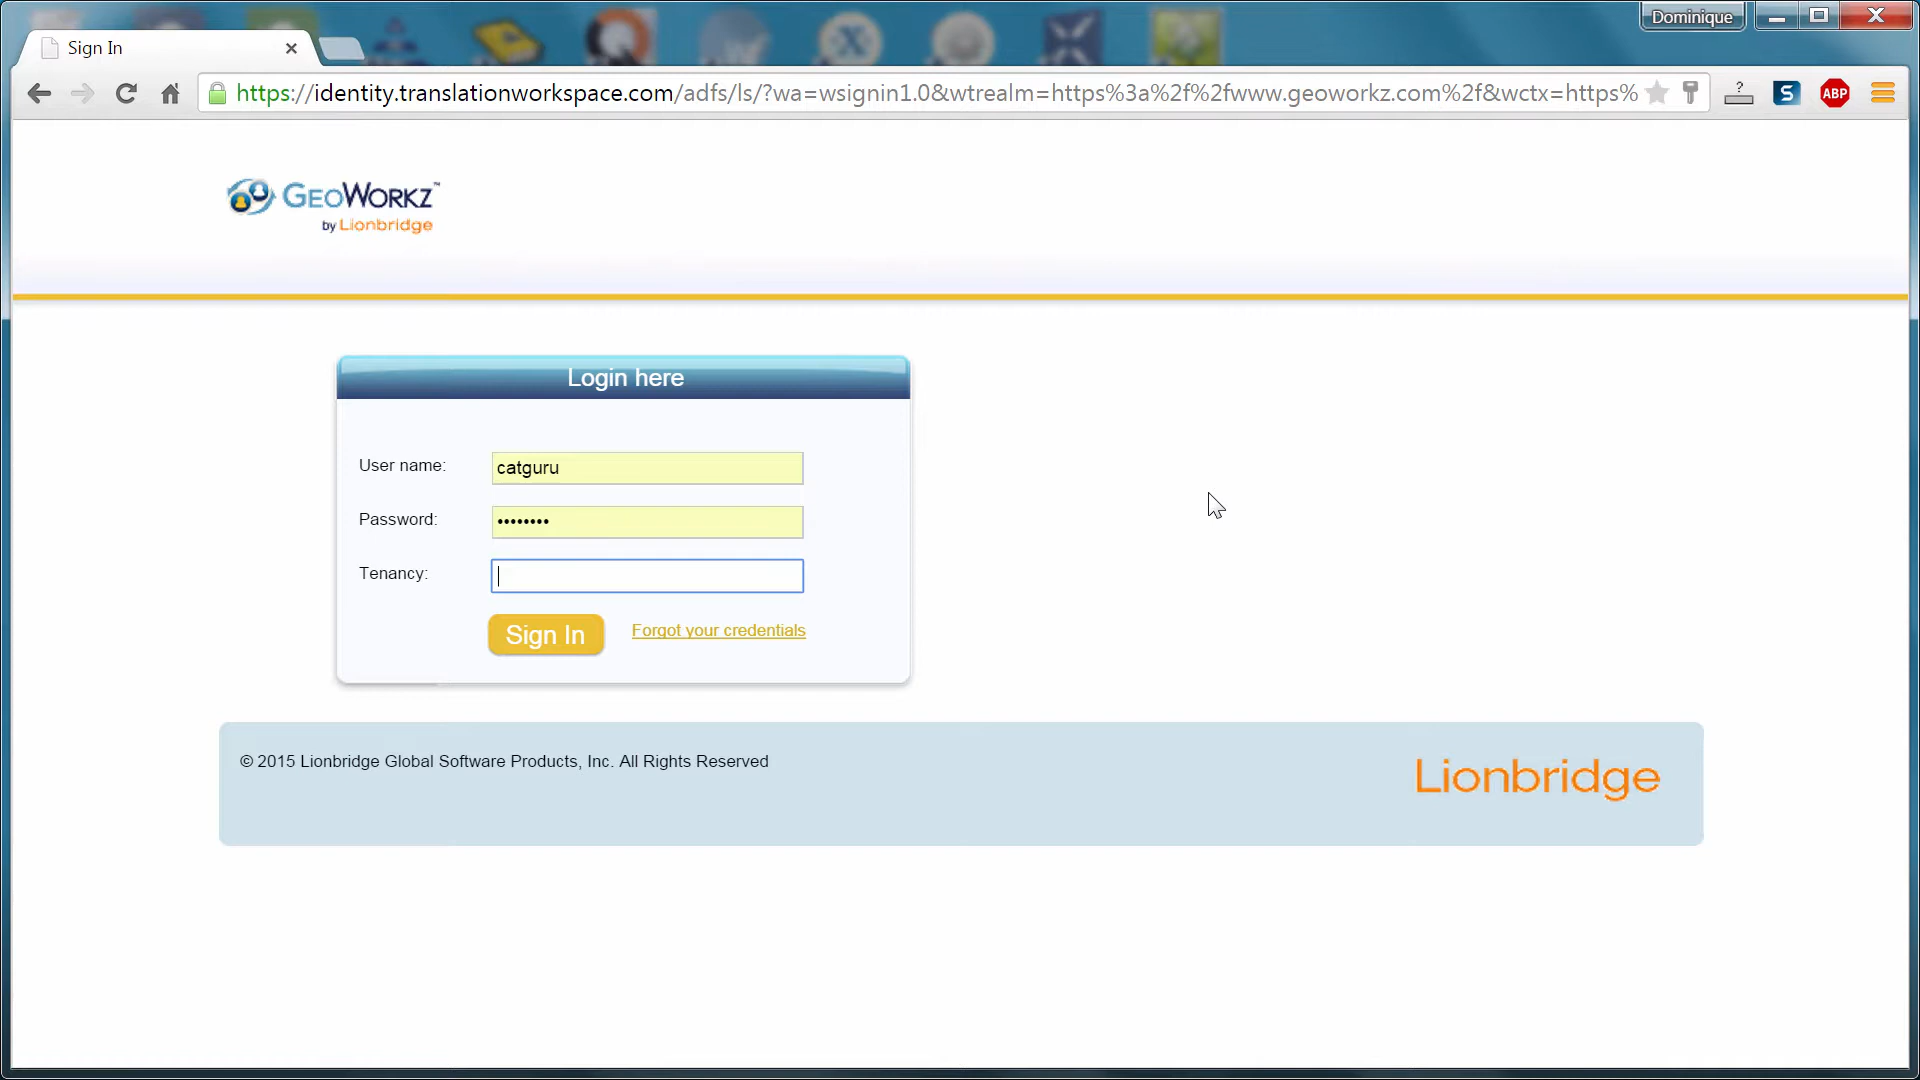 Dominique
Sign In
https://identity.translationworkspace.com/adfs/ls/?wa=wsignin1.0&wtrealm=https%3a%2f%2fwww.geoworkz.com%2f&wctx=https%
?
S
ABP
GEOWORKZ™
by Lionbridge
Login here
User name:
catguru
Password:
••••••••
Tenancy:
Sign In
Forgot your credentials
© 2015 Lionbridge Global Software Products, Inc. All Rights Reserved
Lionbridge